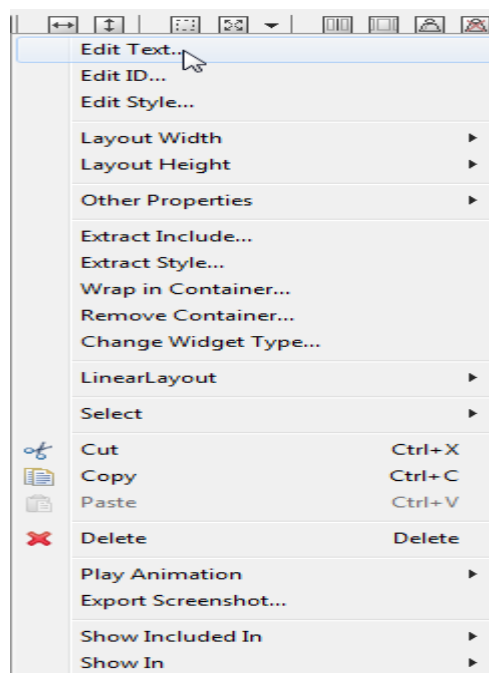 Edit Text...
Edit ID...
Edit Style...
Layout Width
Layout Height
Other Properties
Extract Include...
Extract Style...
Wrap in Container...
Remove Container...
Change Widget Type...
LinearLayout
Select
Cut Ctrl+X
Copy Ctrl+C
Paste Ctrl+V
Delete Delete
Play Animation
Export Screenshot...
Show Included In
Show In